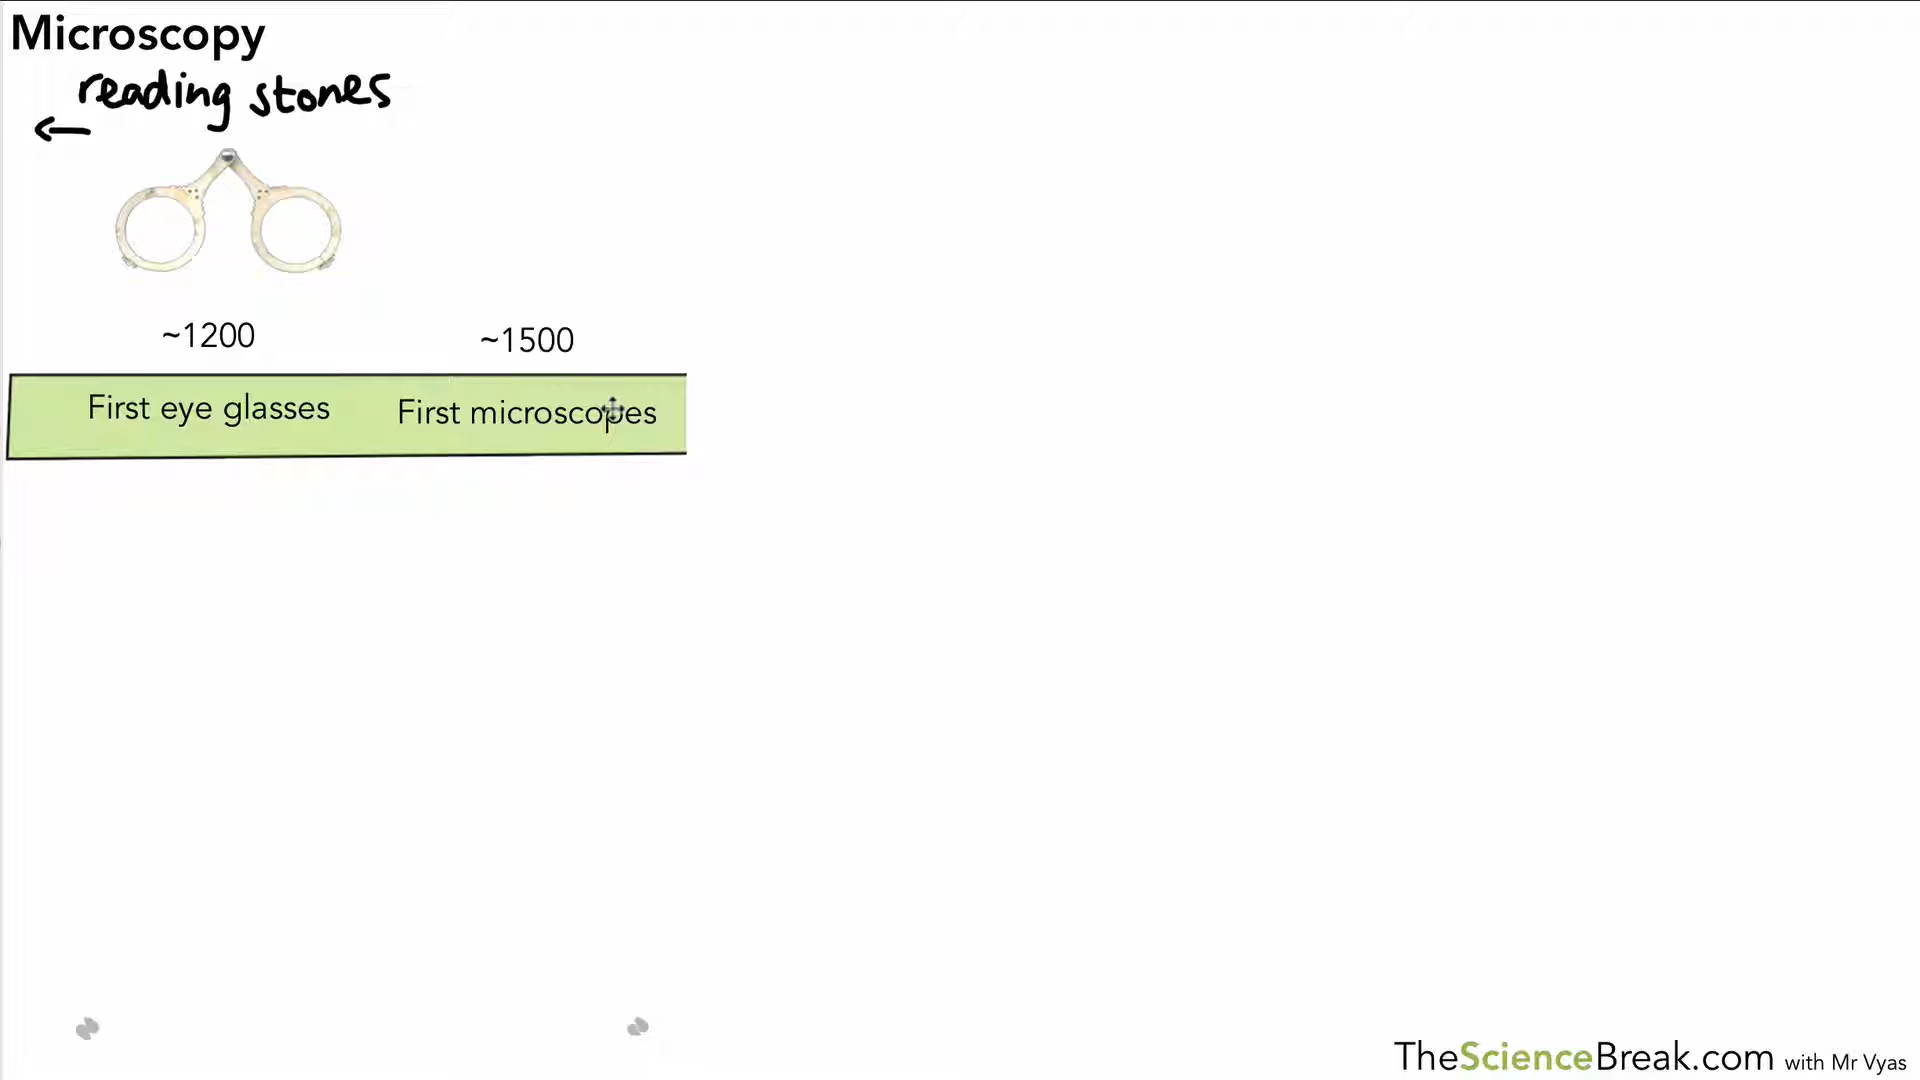 Microscopy
reading stones
~1200
~1500
First eye glasses
First microscopes
TheScienceBreak.com with Mr Vyas